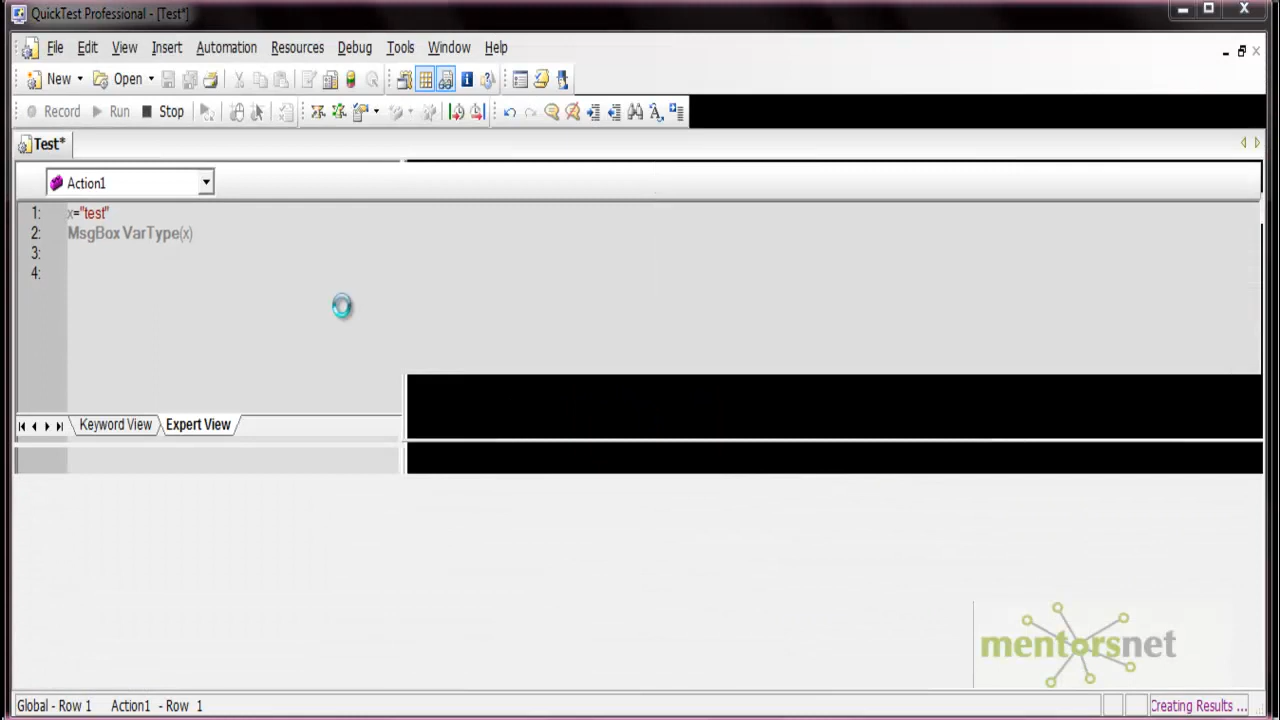 QuickTest Professional - [Test*]
File Edit View Insert Automation Resources Debug Tools Window Help
New Open
Record Run Stop
Test*
Action1
1: x="test"
2: MsgBox VarType(x)
3:
4:
Keyword View Expert View
mentorsnet
Global - Row 1 Action1 - Row 1 Creating Results ...